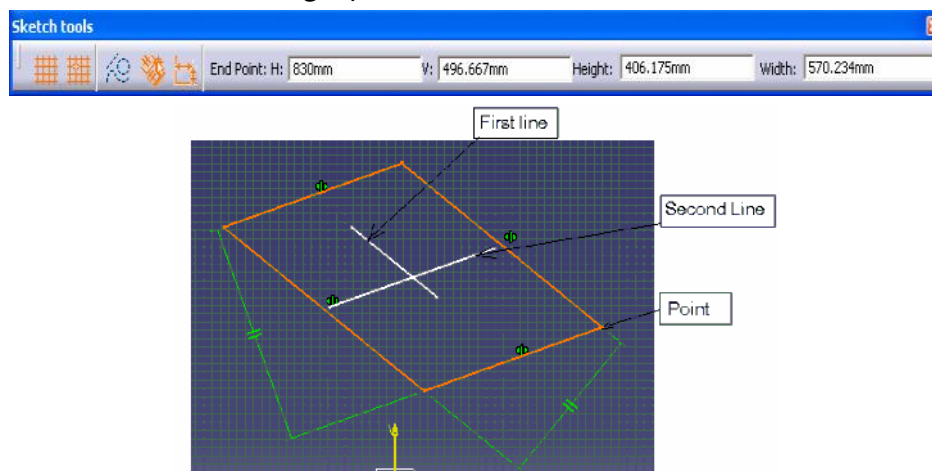 Sketch tools
End Point: H: 830mm V: 496.667mm Height: 406.175mm Width: 570.234mm
First line
Second Line
Point
V